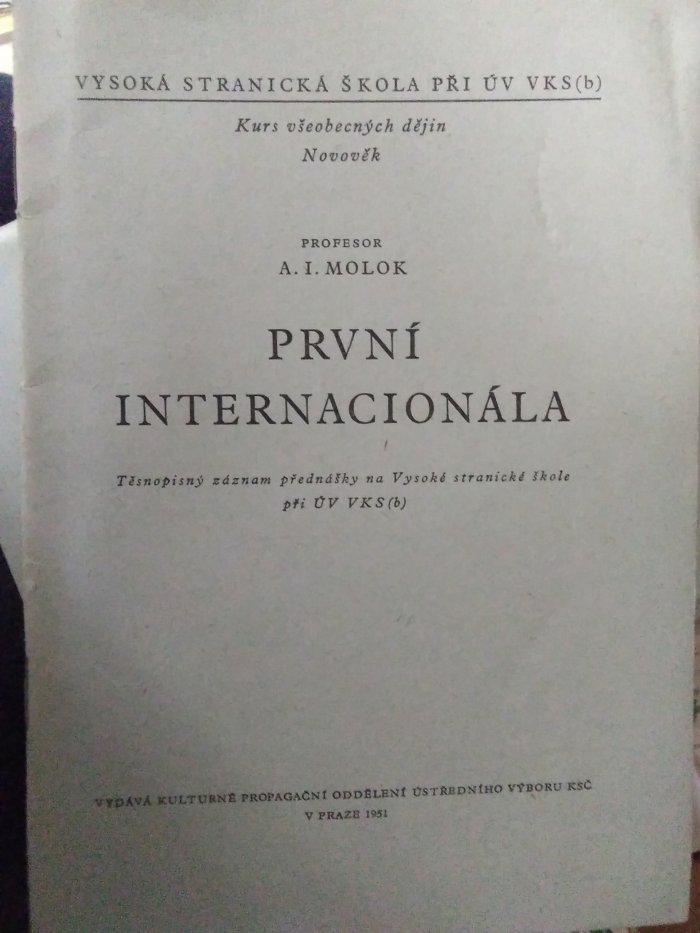 VYSOKÁ STRANICKÁ ŠKOLA PŘI ÚV VKS(b)
Kurs všeobecných dějin
Novověk
PROFESOR
A. I. MOLOK
PRVNÍ
INTERNACIONÁLA
Těsnopisný záznam přednášky na Vysoké stranické škole
při ÚV VKS(b)
VYDÁVÁ KULTURNĚ PROPAGAČNÍ ODDĚLENÍ ÚSTŘEDNÍHO VÝBORU KSČ
V PRAZE 1951